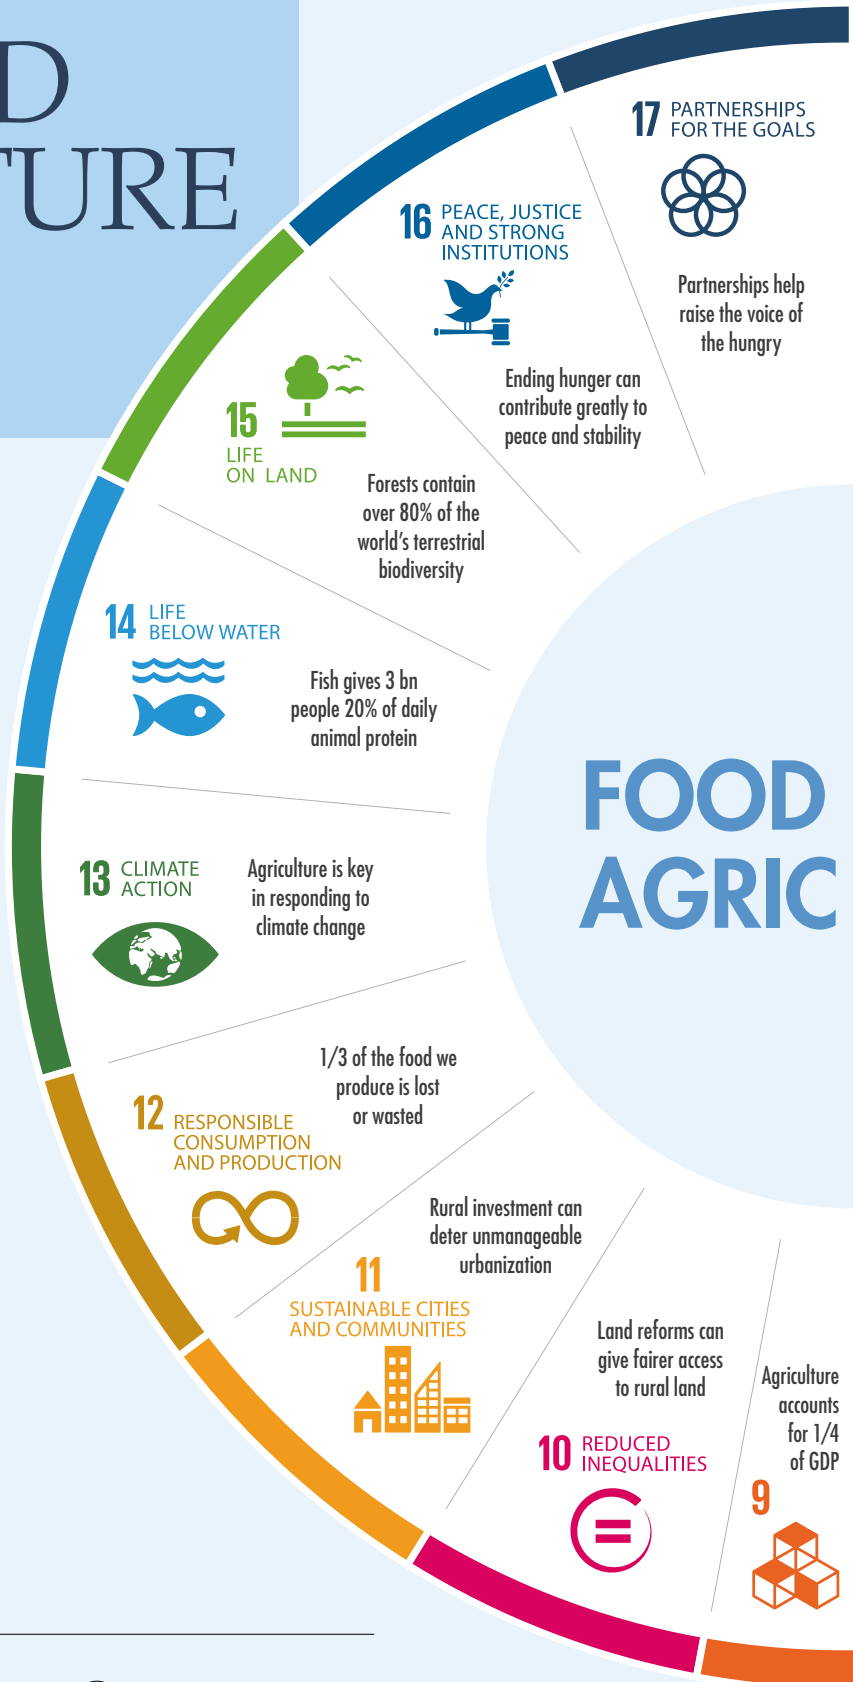 D
TURE
17 PARTNERSHIPS
FOR THE GOALS
Partnerships help
raise the voice of
the hungry
16 PEACE, JUSTICE
AND STRONG
INSTITUTIONS
Ending hunger can
contribute greatly to
peace and stability
15
LIFE
ON LAND
Forests contain
over 80% of the
world's terrestrial
biodiversity
14 LIFE
BELOW WATER
Fish gives 3 bn
people 20% of daily
animal protein
FOOD
AGRIC
13 CLIMATE
ACTION
Agriculture is key
in responding to
climate change
12 RESPONSIBLE
CONSUMPTION
AND PRODUCTION
1/3 of the food we
produce is lost
or wasted
11
SUSTAINABLE CITIES
AND COMMUNITIES
Rural investment can
deter unmanageable
urbanization
Land reforms can
give fairer access
to rural land
10 REDUCED
INEQUALITIES
Agriculture
accounts
for 1/4
of GDP
9